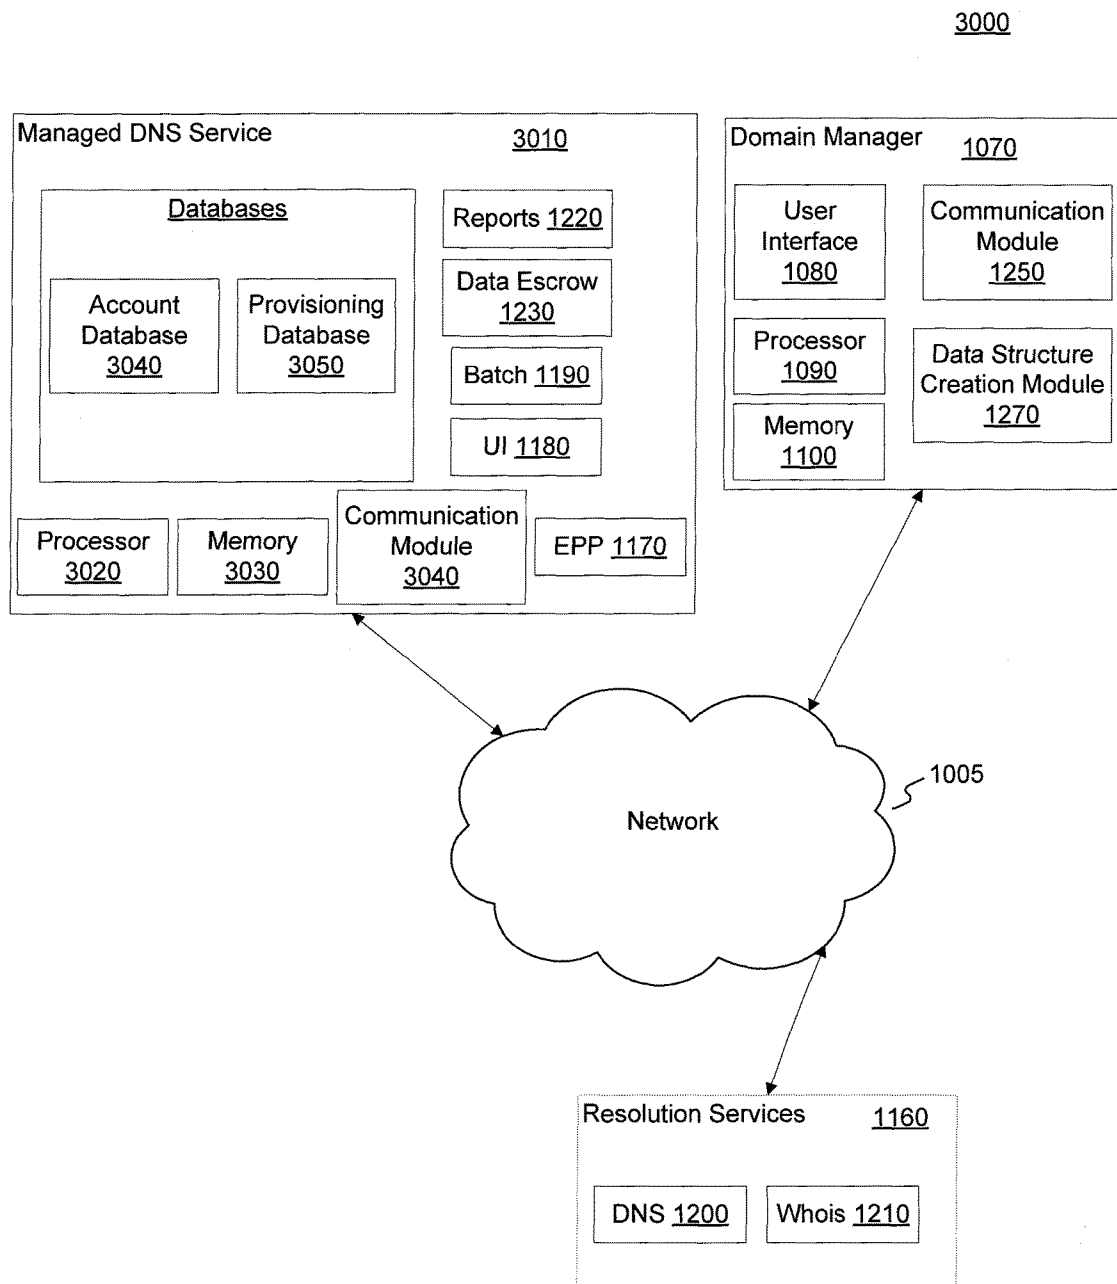 3000
Managed DNS Service
3010
Databases
Account
Database
3040
Provisioning
Database
3050
Reports 1220
Data Escrow
1230
Batch 1190
UI 1180
Processor
3020
Memory
3030
Communication
Module
3040
EPP 1170
Domain Manager
1070
User
Interface
1080
Communication
Module
1250
Processor
1090
Data Structure
Creation Module
1270
Memory
1100
Network
1005
Resolution Services
1160
DNS 1200
Whois 1210